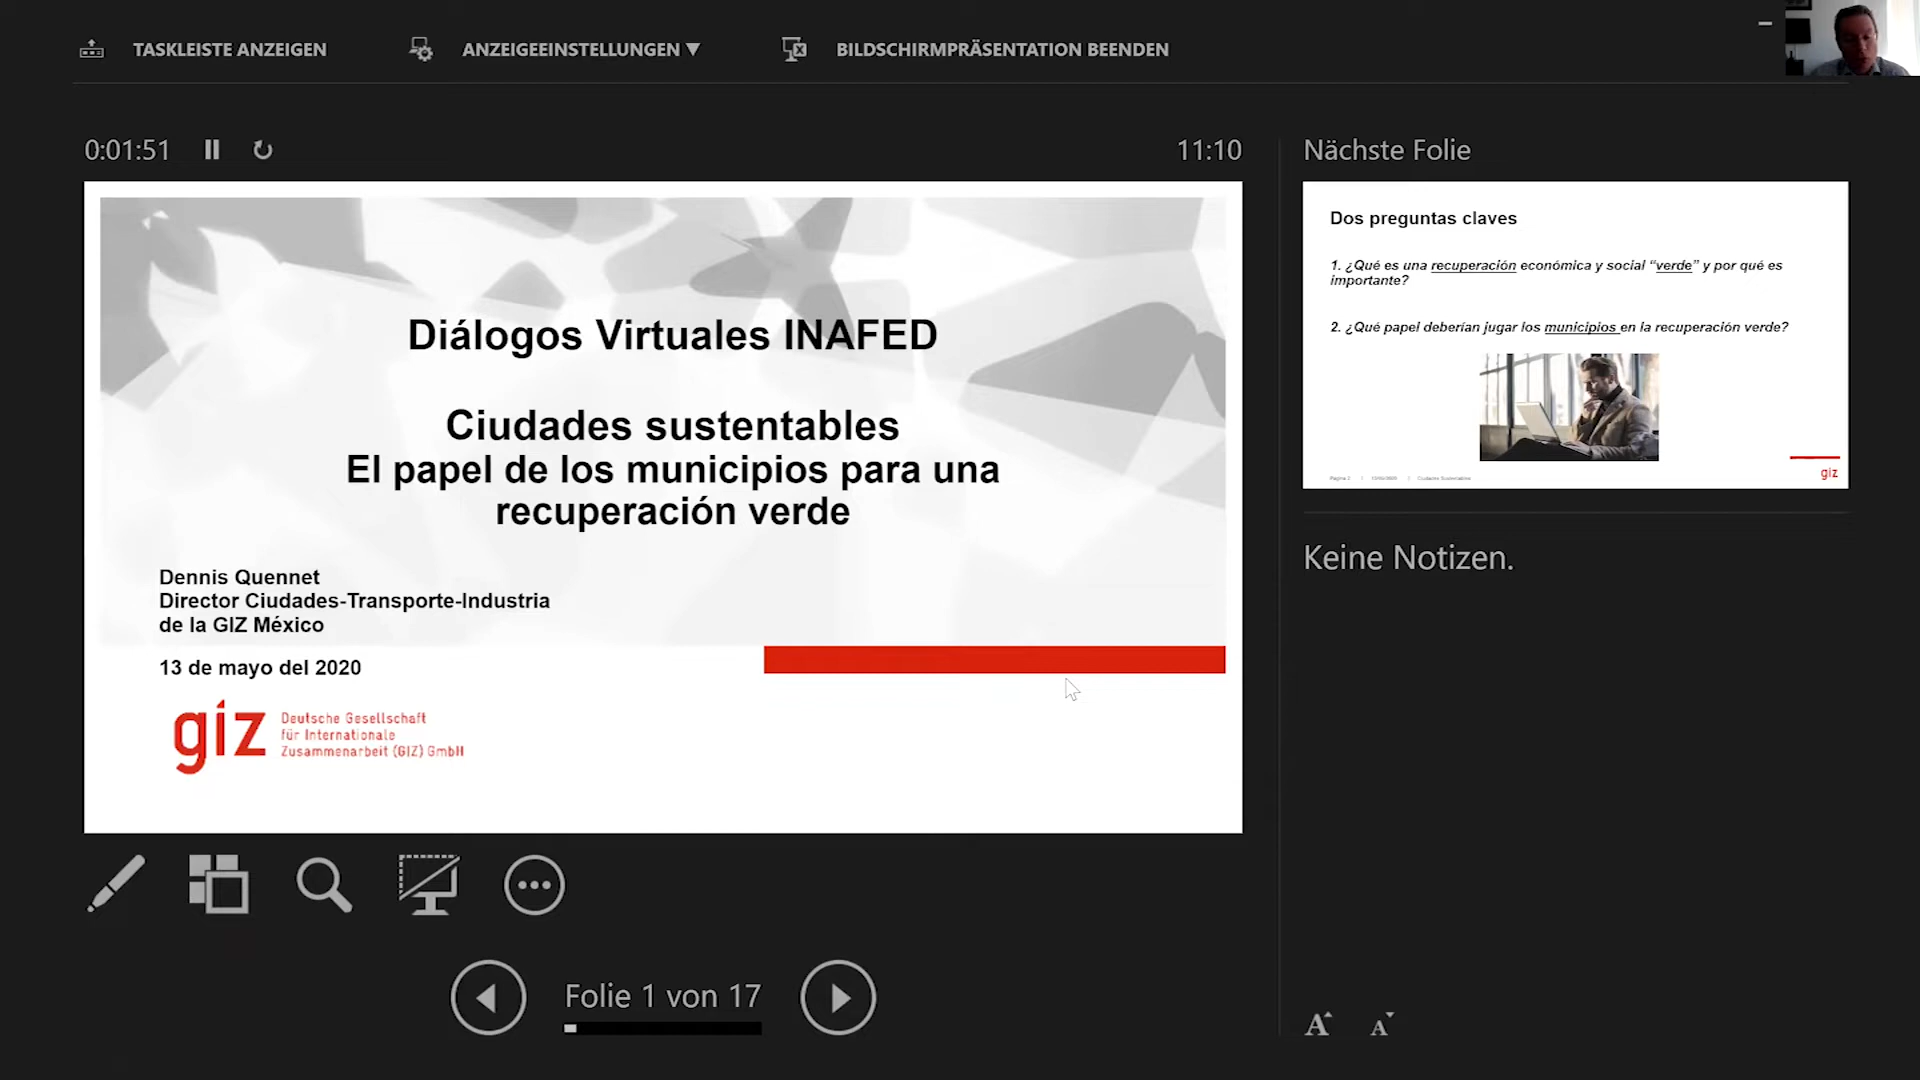 TASKLEISTE ANZEIGEN
ANZEIGEEINSTELLUNGEN ▼
BILDSCHIRMPRÄSENTATION BEENDEN
0:01:51
11:10
Diálogos Virtuales INAFED
Ciudades sustentables
El papel de los municipios para una
recuperación verde
Dennis Quennet
Director Ciudades-Transporte-Industria
de la GIZ México
13 de mayo del 2020
giz
Deutsche Gesellschaft
für Internationale
Zusammenarbeit (GIZ) GmbH
Folie 1 von 17
Nächste Folie
Dos preguntas claves
1. ¿Qué es una recuperación económica y social “verde” y por qué es
importante?
2. ¿Qué papel deberían jugar los municipios en la recuperación verde?
Ciudades Sustentables
giz
Keine Notizen.
A A